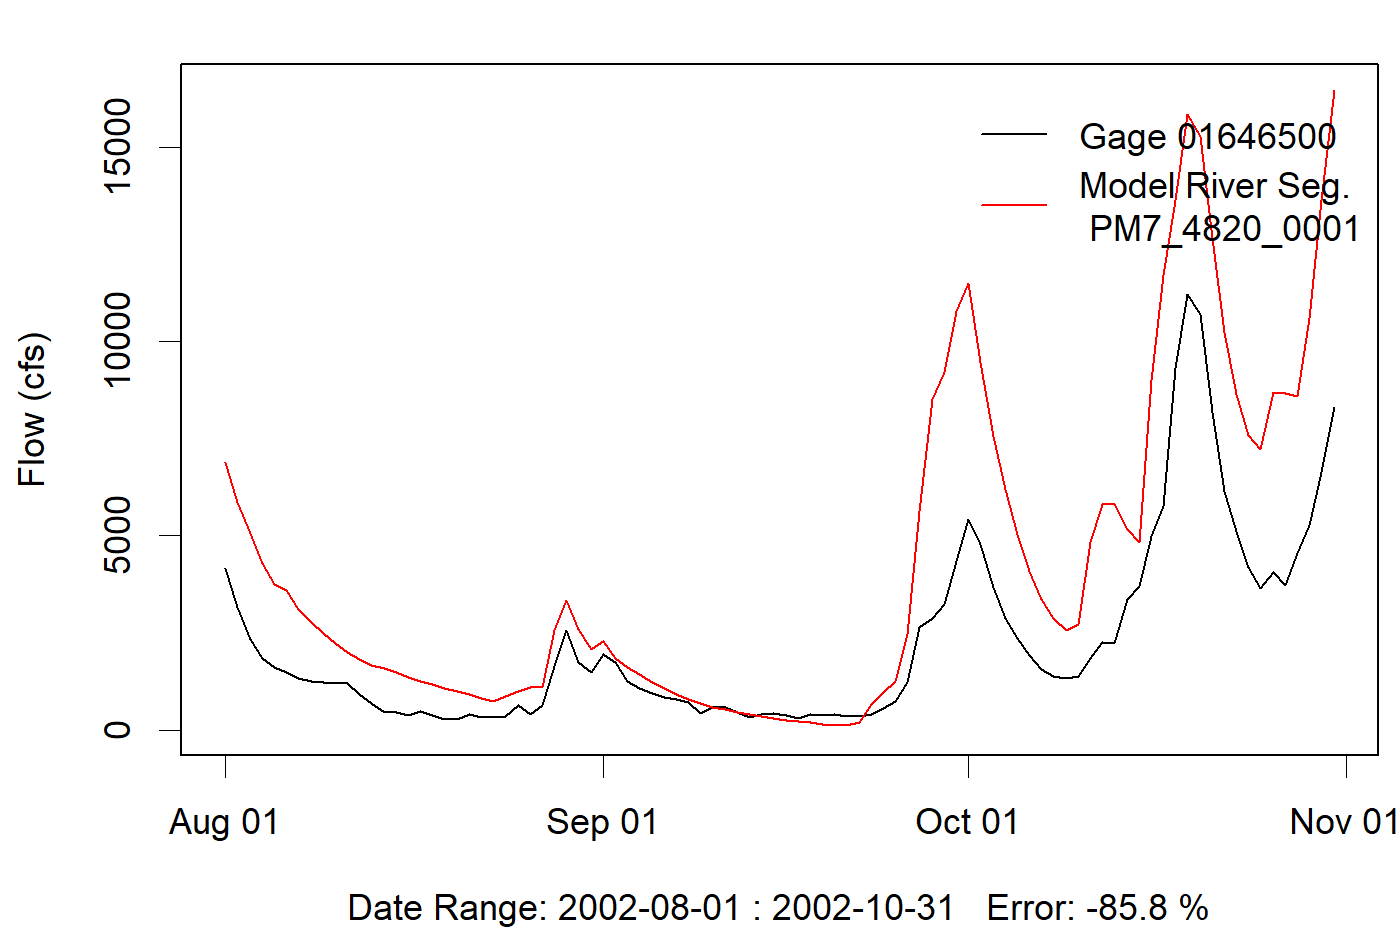 Gage 01646500
Model River Seg.
PM7_4820_0001
Flow (cfs)
15000
10000
5000
0
Aug 01
Sep 01
Oct 01
Nov 01
Date Range: 2002-08-01 : 2002-10-31   Error: -85.8 %